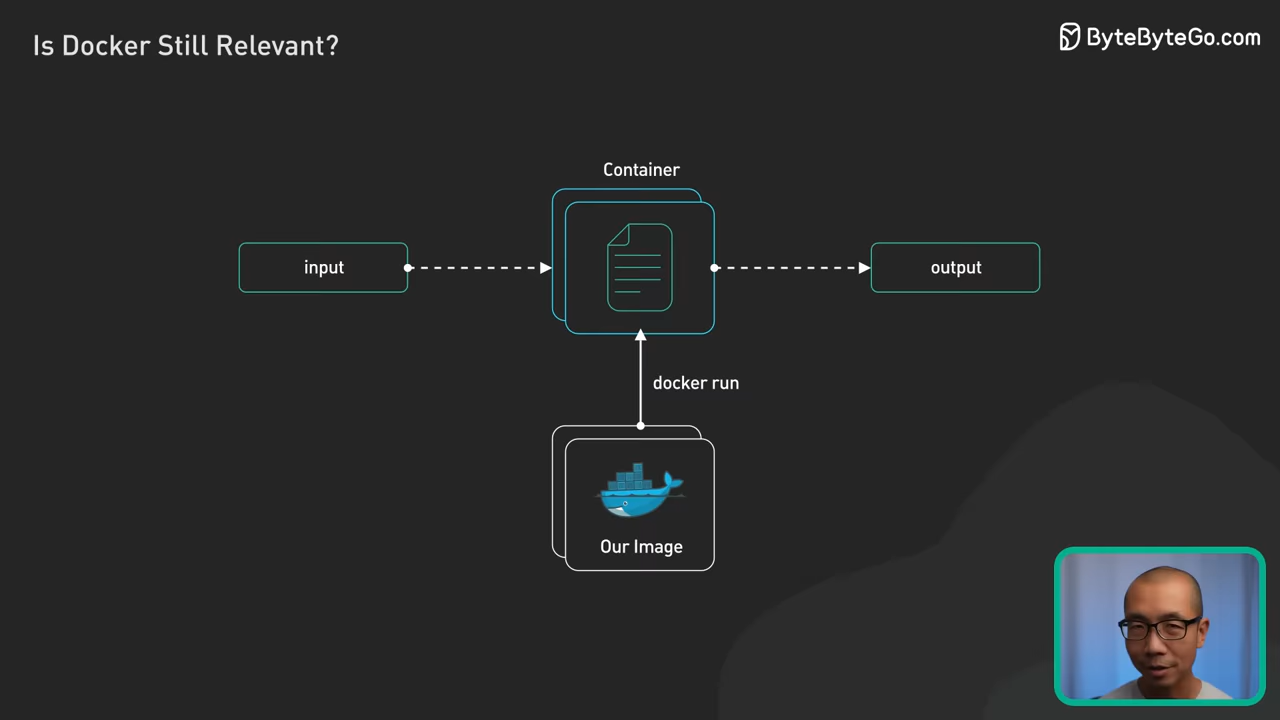 Is Docker Still Relevant?
ByteByteGo.com
Container
input
output
docker run
Our Image